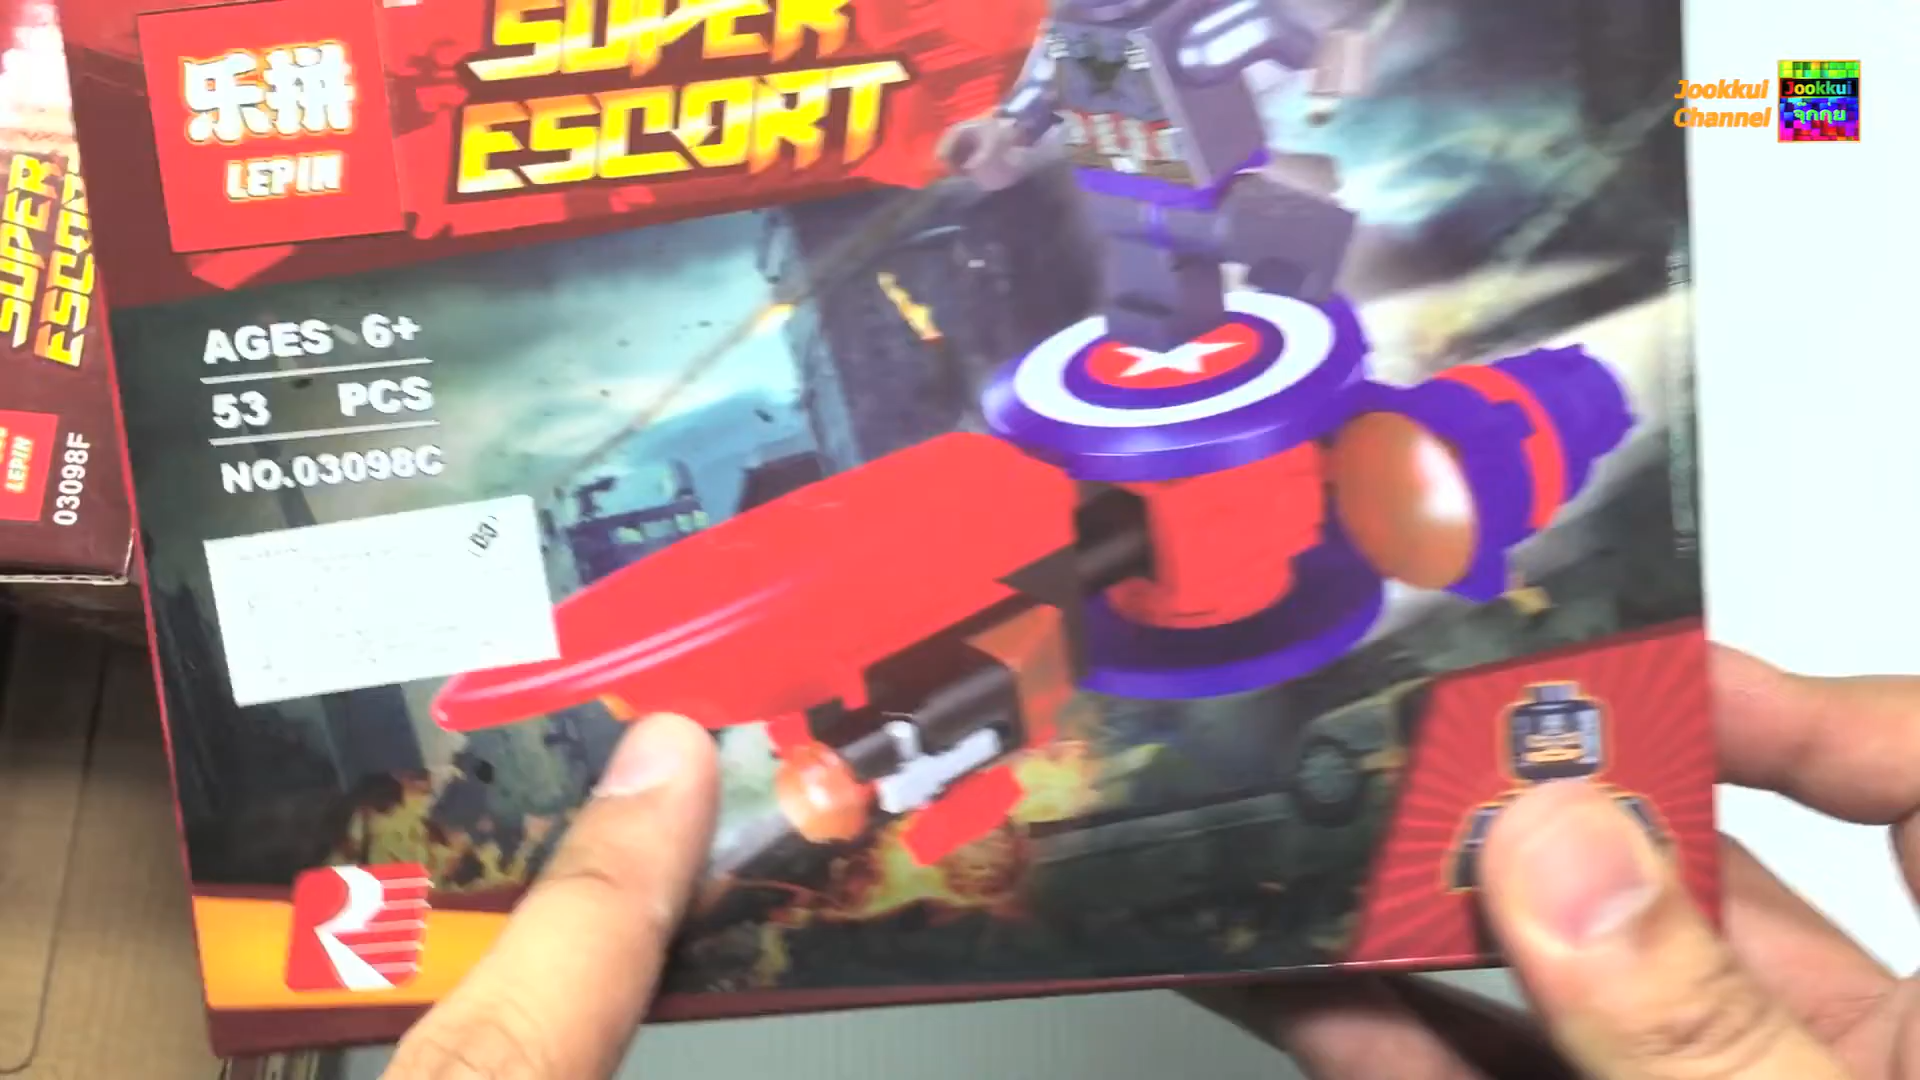 乐拼
LEPIN
SUPER
ESCORT
AGES 6+
53 PCS
NO.03098C
SUPER
ESCORT
LEPIN
03098F
Jookkui
Channel
Jookkui
จุกกุย